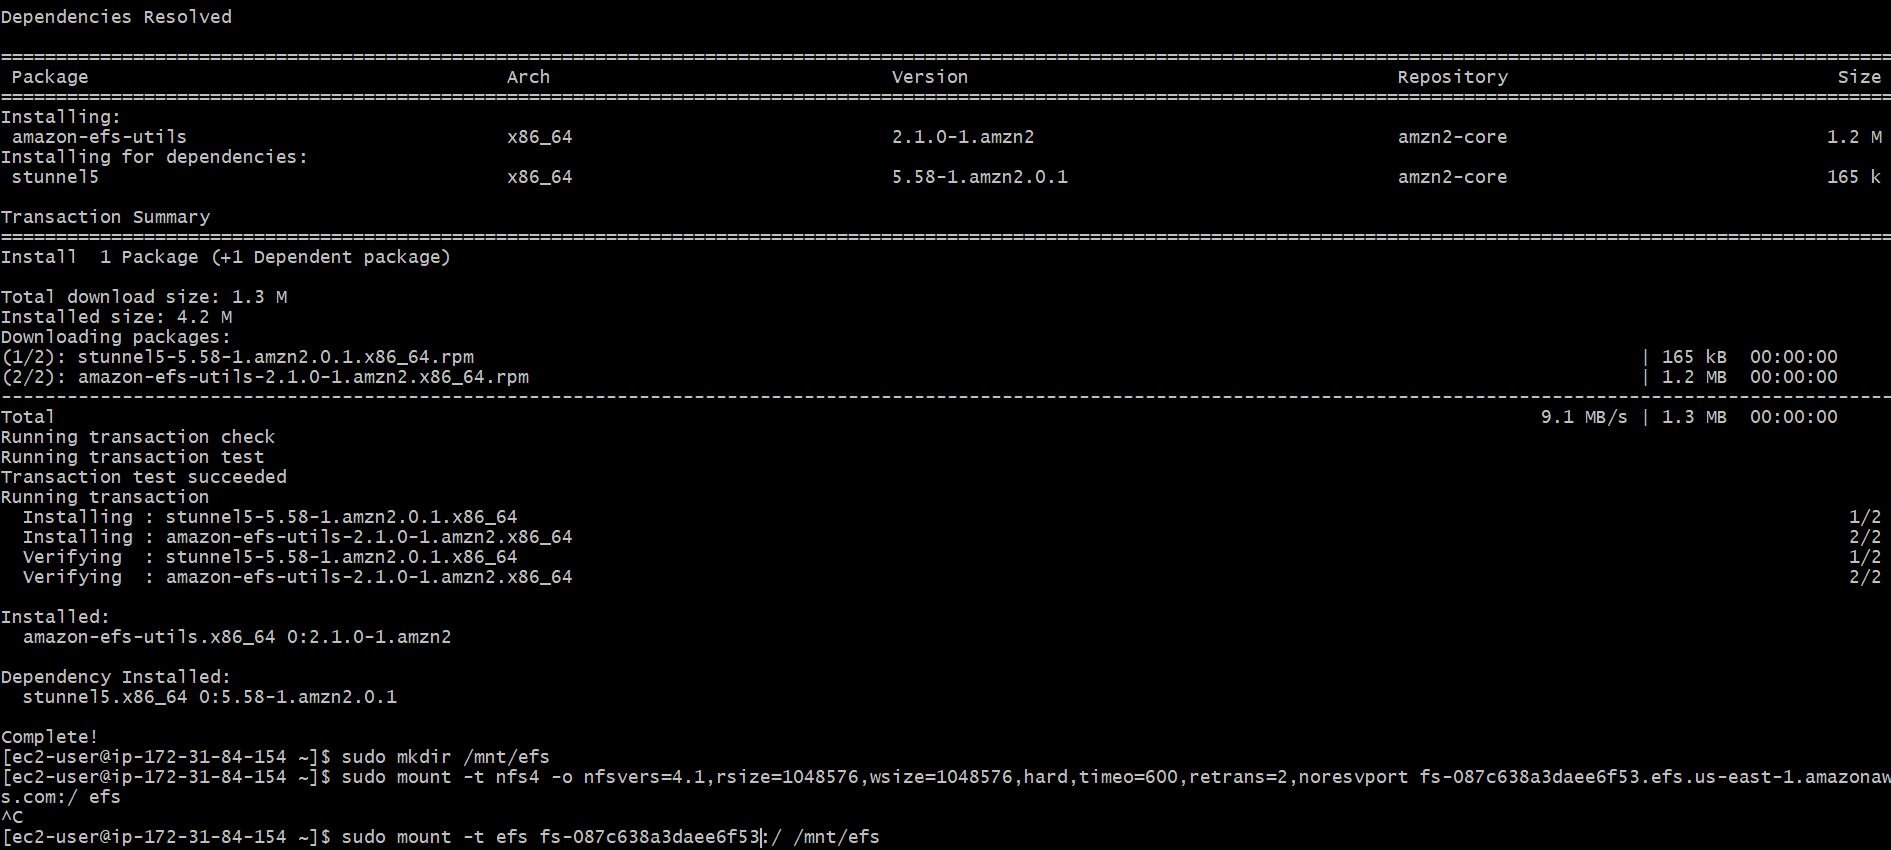 Dependencies Resolved
================================================================================
Package Arch Version Repository Size
================================================================================
Installing:
amazon-efs-utils x86_64 2.1.0-1.amzn2 amzn2-core 1.2 M
Installing for dependencies:
stunnel5 x86_64 5.58-1.amzn2.0.1 amzn2-core 165 k
Transaction Summary
================================================================================
Install 1 Package (+1 Dependent package)
Total download size: 1.3 M
Installed size: 4.2 M
Downloading packages:
(1/2): stunnel5-5.58-1.amzn2.0.1.x86_64.rpm | 165 kB 00:00:00
(2/2): amazon-efs-utils-2.1.0-1.amzn2.x86_64.rpm | 1.2 MB 00:00:00
--------------------------------------------------------------------------------
Total 9.1 MB/s | 1.3 MB 00:00:00
Running transaction check
Running transaction test
Transaction test succeeded
Running transaction
Installing : stunnel5-5.58-1.amzn2.0.1.x86_64 1/2
Installing : amazon-efs-utils-2.1.0-1.amzn2.x86_64 2/2
Verifying : stunnel5-5.58-1.amzn2.0.1.x86_64 1/2
Verifying : amazon-efs-utils-2.1.0-1.amzn2.x86_64 2/2
Installed:
amazon-efs-utils.x86_64 0:2.1.0-1.amzn2
Dependency Installed:
stunnel5.x86_64 0:5.58-1.amzn2.0.1
Complete!
[ec2-user@ip-172-31-84-154 ~]$ sudo mkdir /mnt/efs
[ec2-user@ip-172-31-84-154 ~]$ sudo mount -t nfs4 -o nfsvers=4.1,rsize=1048576,wsize=1048576,hard,timeo=600,retrans=2,noresvport fs-087c638a3daee6f53.efs.us-east-1.amazonaw
s.com:/ efs
^C
[ec2-user@ip-172-31-84-154 ~]$ sudo mount -t efs fs-087c638a3daee6f53:/ /mnt/efs